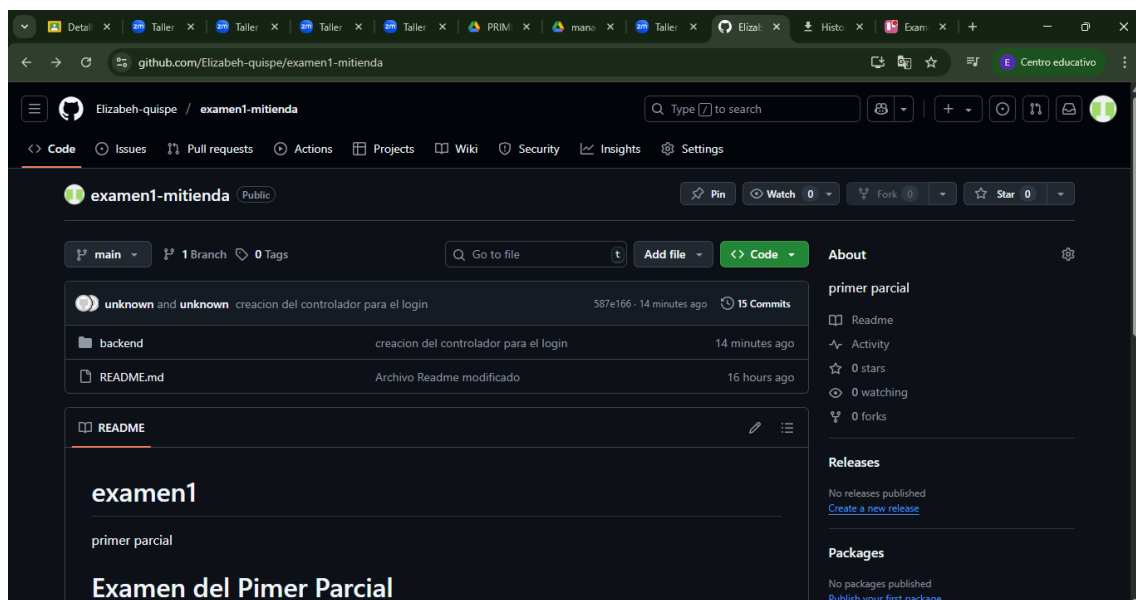 Detal Taller Taller Taller PRIM mana Taller Elizab Histo Exam
github.com/Elizabeh-quispe/examen1-mitienda E Centro educativo
Elizabeh-quispe / examen1-mitienda Type / to search
Code Issues Pull requests Actions Projects Wiki Security Insights Settings
examen1-mitienda Public Pin Watch 0 Fork 0 Star 0
main 1 Branch 0 Tags Go to file t Add file Code About
primer parcial
unknown and unknown creacion del controlador para el login 587e166 · 14 minutes ago 15 Commits
Readme
backend creacion del controlador para el login 14 minutes ago
Activity
README.md Archivo Readme modificado 16 hours ago
0 stars
0 watching
0 forks
README
Releases
examen1
No releases published
Create a new release
primer parcial
Packages
Examen del Pimer Parcial
No packages published
Publish your first package